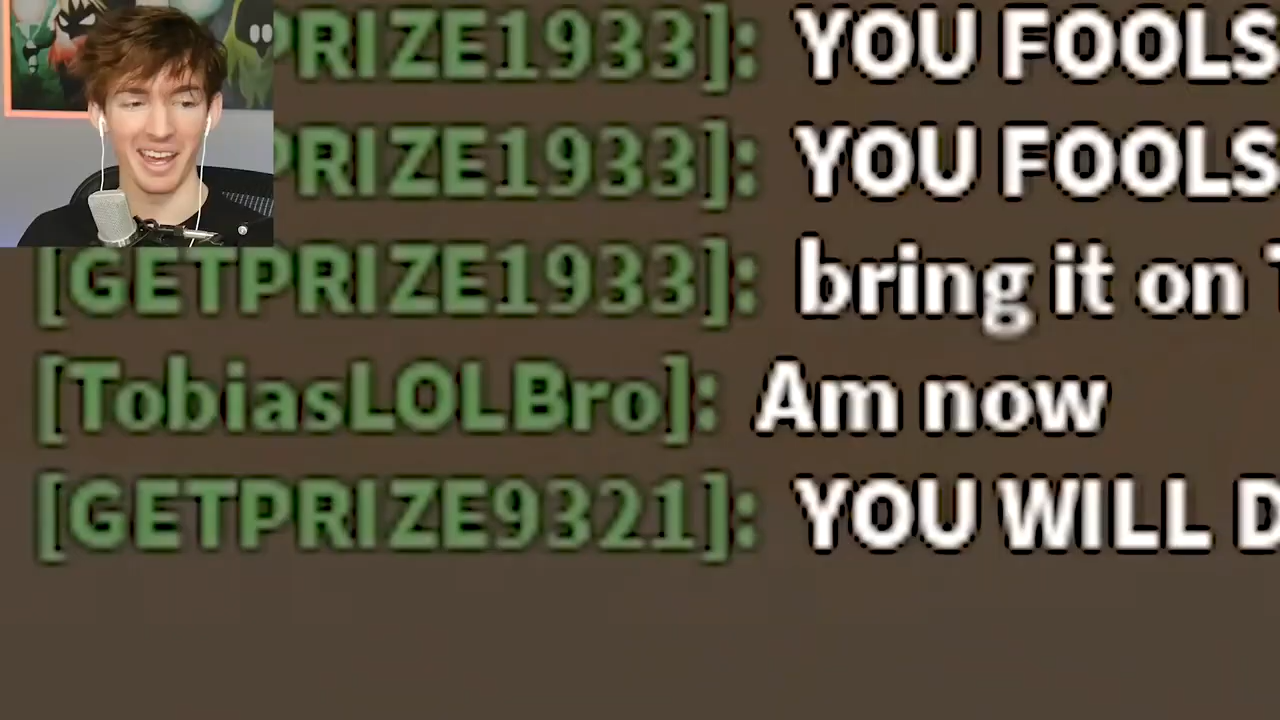 PRIZE1933]: YOU FOOLS
PRIZE1933]: YOU FOOLS
[GETPRIZE1933]: bring it on
[TobiasLOLBro]: Am now
[GETPRIZE9321]: YOU WILL D